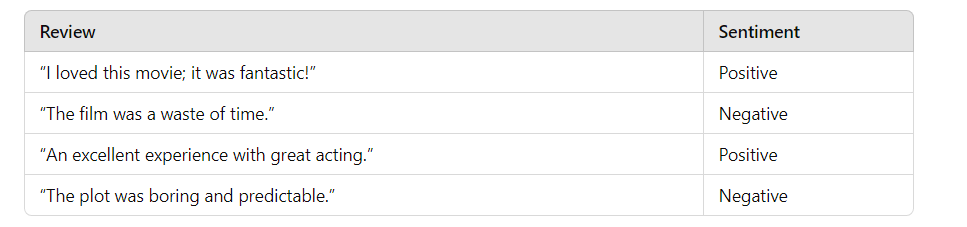 Review Sentiment
“I loved this movie; it was fantastic!” Positive
“The film was a waste of time.” Negative
“An excellent experience with great acting.” Positive
“The plot was boring and predictable.” Negative